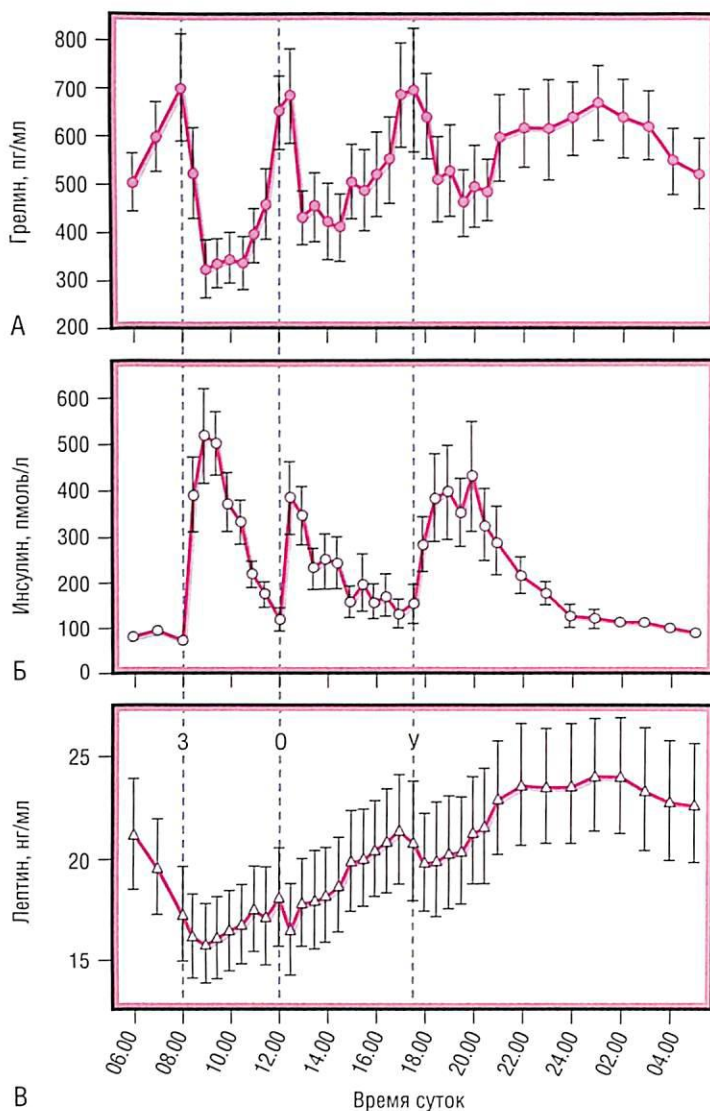 800
700
600
500
400
300
200
Грелин, пг/мл
А
600
500
400
300
200
100
0
Инсулин, пмоль/л
Б
З О У
25
20
15
Лептин, нг/мл
06.00 08.00 10.00 12.00 14.00 16.00 18.00 20.00 22.00 24.00 02.00 04.00
В
Время суток